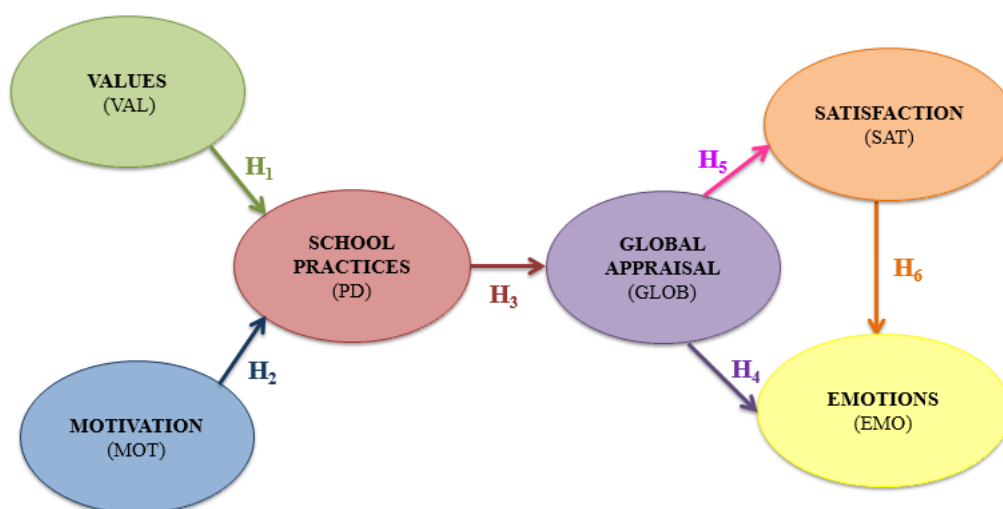 VALUES
(VAL)
H1
SCHOOL
PRACTICES
(PD)
H2
MOTIVATION
(MOT)
H3
GLOBAL
APPRAISAL
(GLOB)
H5
SATISFACTION
(SAT)
H6
H4
EMOTIONS
(EMO)